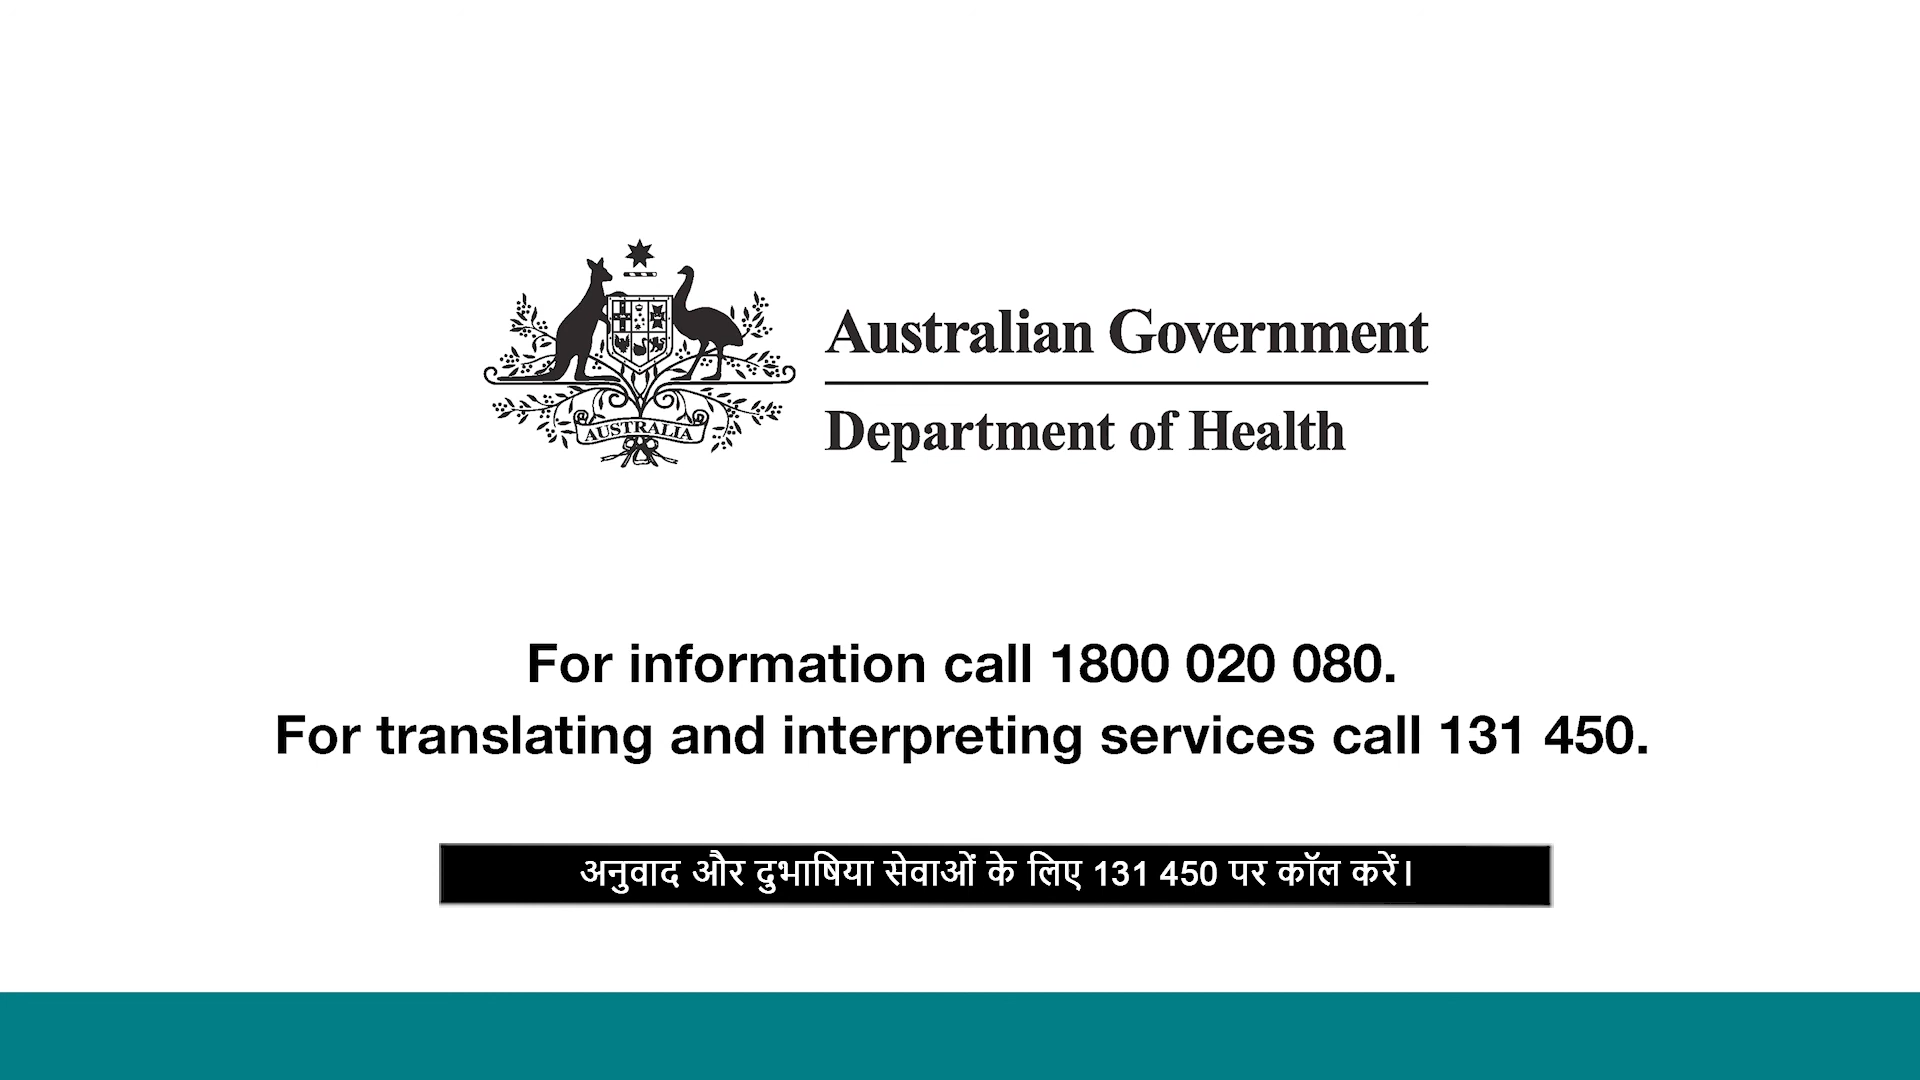 AUSTRALIA
Australian Government
Department of Health
For information call 1800 020 080.
For translating and interpreting services call 131 450.
अनुवाद और दुभाषिया सेवाओं के लिए 131 450 पर कॉल करें।